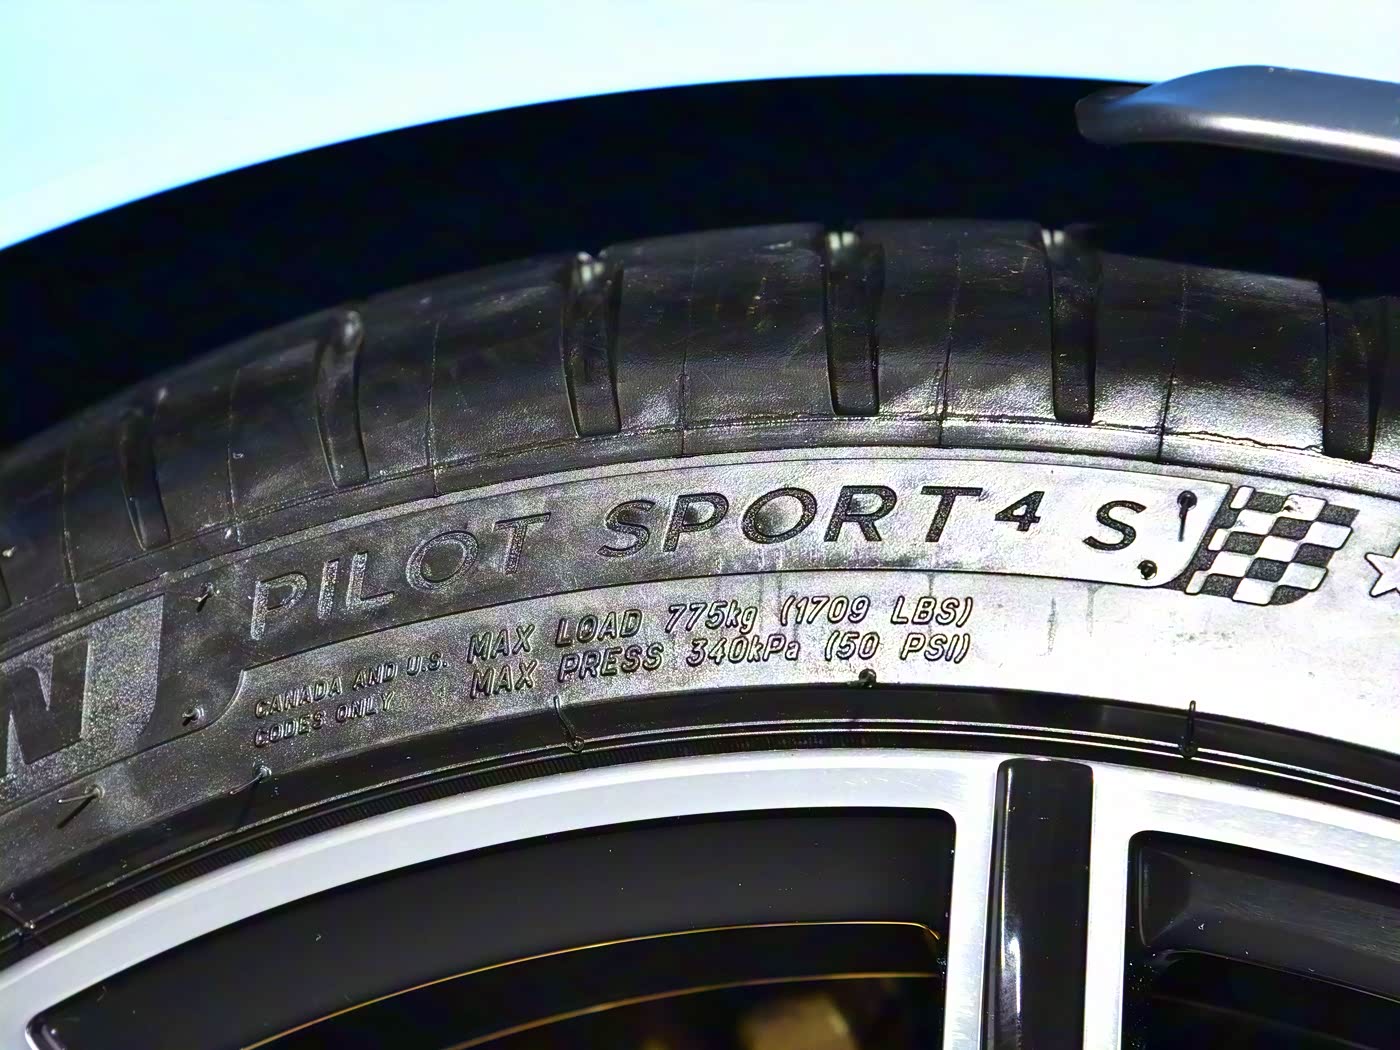 N
PILOT SPORT 4 S
CANADA AND U.S.
CODES ONLY
MAX LOAD 775kg (1709 LBS)
MAX PRESS 340kPa (50 PSI)